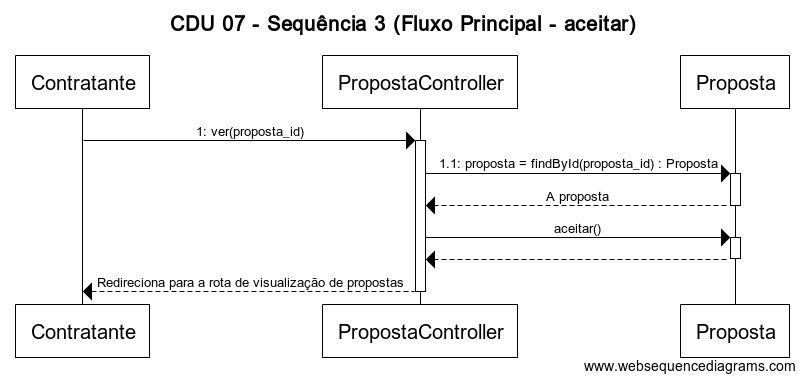 CDU 07 - Sequência 3 (Fluxo Principal - aceitar)
Contratante
PropostaController
Proposta
1: ver(proposta_id)
1.1: proposta = findById(proposta_id) : Proposta
A proposta
aceitar()
Redireciona para a rota de visualização de propostas
Contratante
PropostaController
Proposta
www.websequencediagrams.com